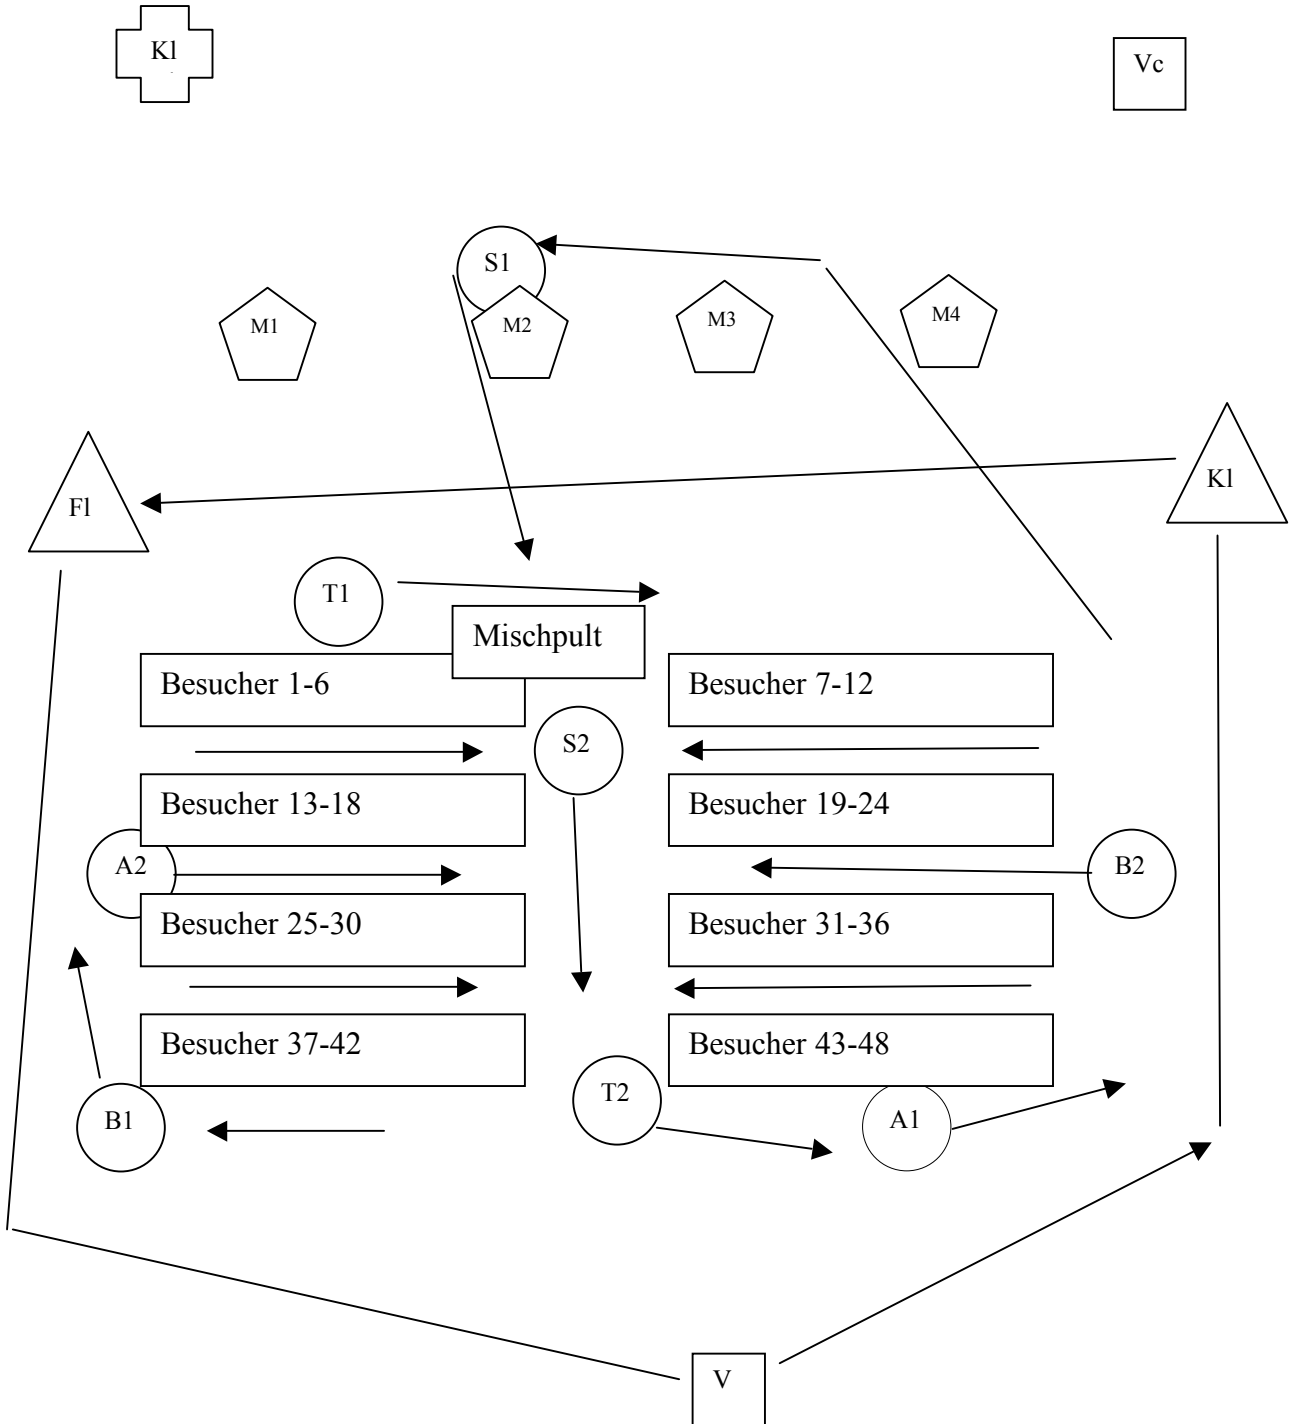 Kl
Vc
S1
M1
M2
M3
M4
Fl
Kl
T1
Mischpult
Besucher 1-6
Besucher 7-12
S2
Besucher 13-18
Besucher 19-24
A2
B2
Besucher 25-30
Besucher 31-36
Besucher 37-42
Besucher 43-48
B1
T2
A1
V